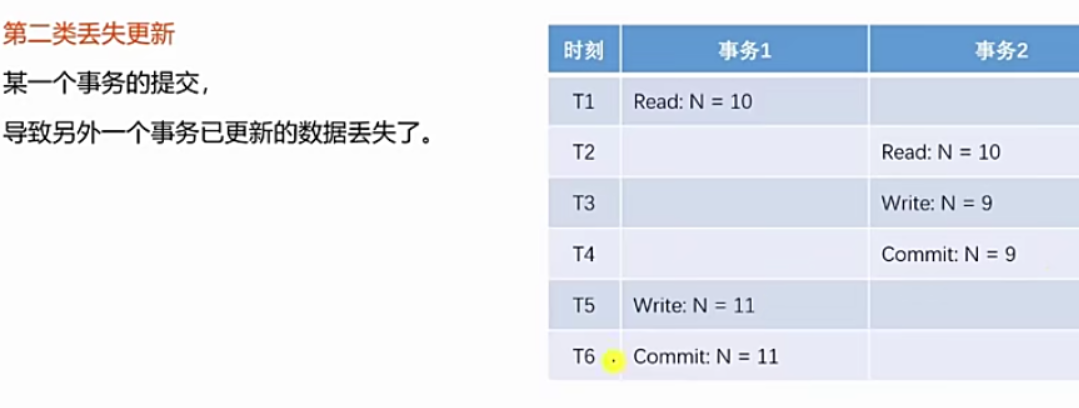 第二类丢失更新
某一个事务的提交，
导致另外一个事务已更新的数据丢失了。
时刻 事务1 事务2
T1 Read: N = 10
T2 Read: N = 10
T3 Write: N = 9
T4 Commit: N = 9
T5 Write: N = 11
T6 Commit: N = 11